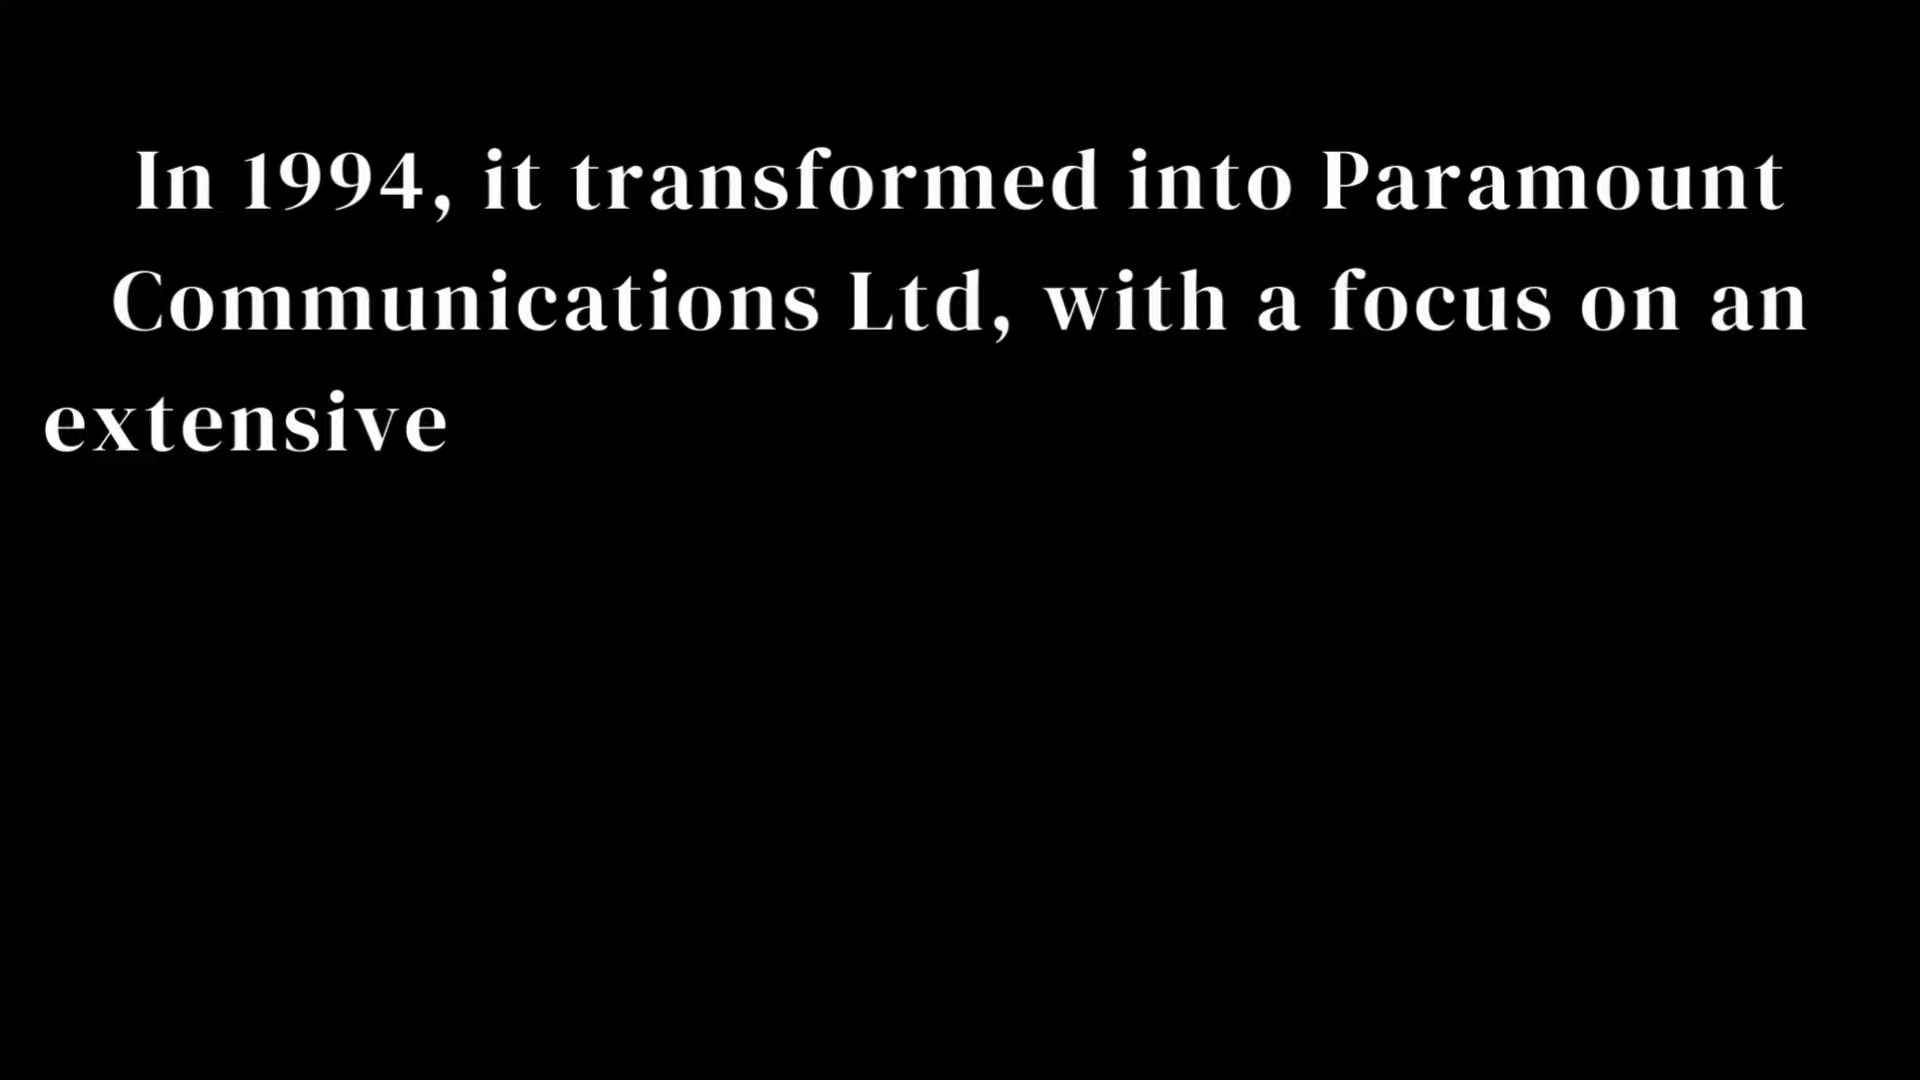 In 1994, it transformed into Paramount
Communications Ltd, with a focus on an
extensive